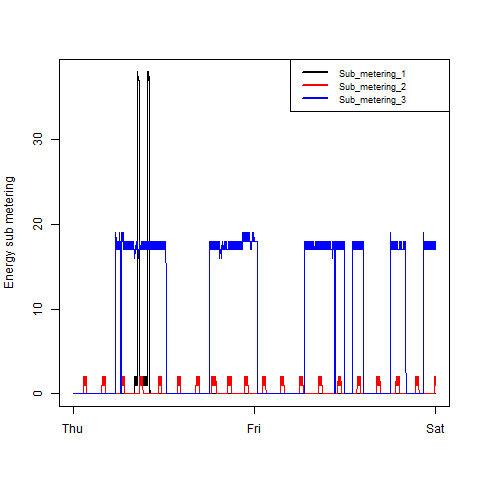 Sub_metering_1
Sub_metering_2
Sub_metering_3
Energy sub metering
30
20
10
0
Thu
Fri
Sat